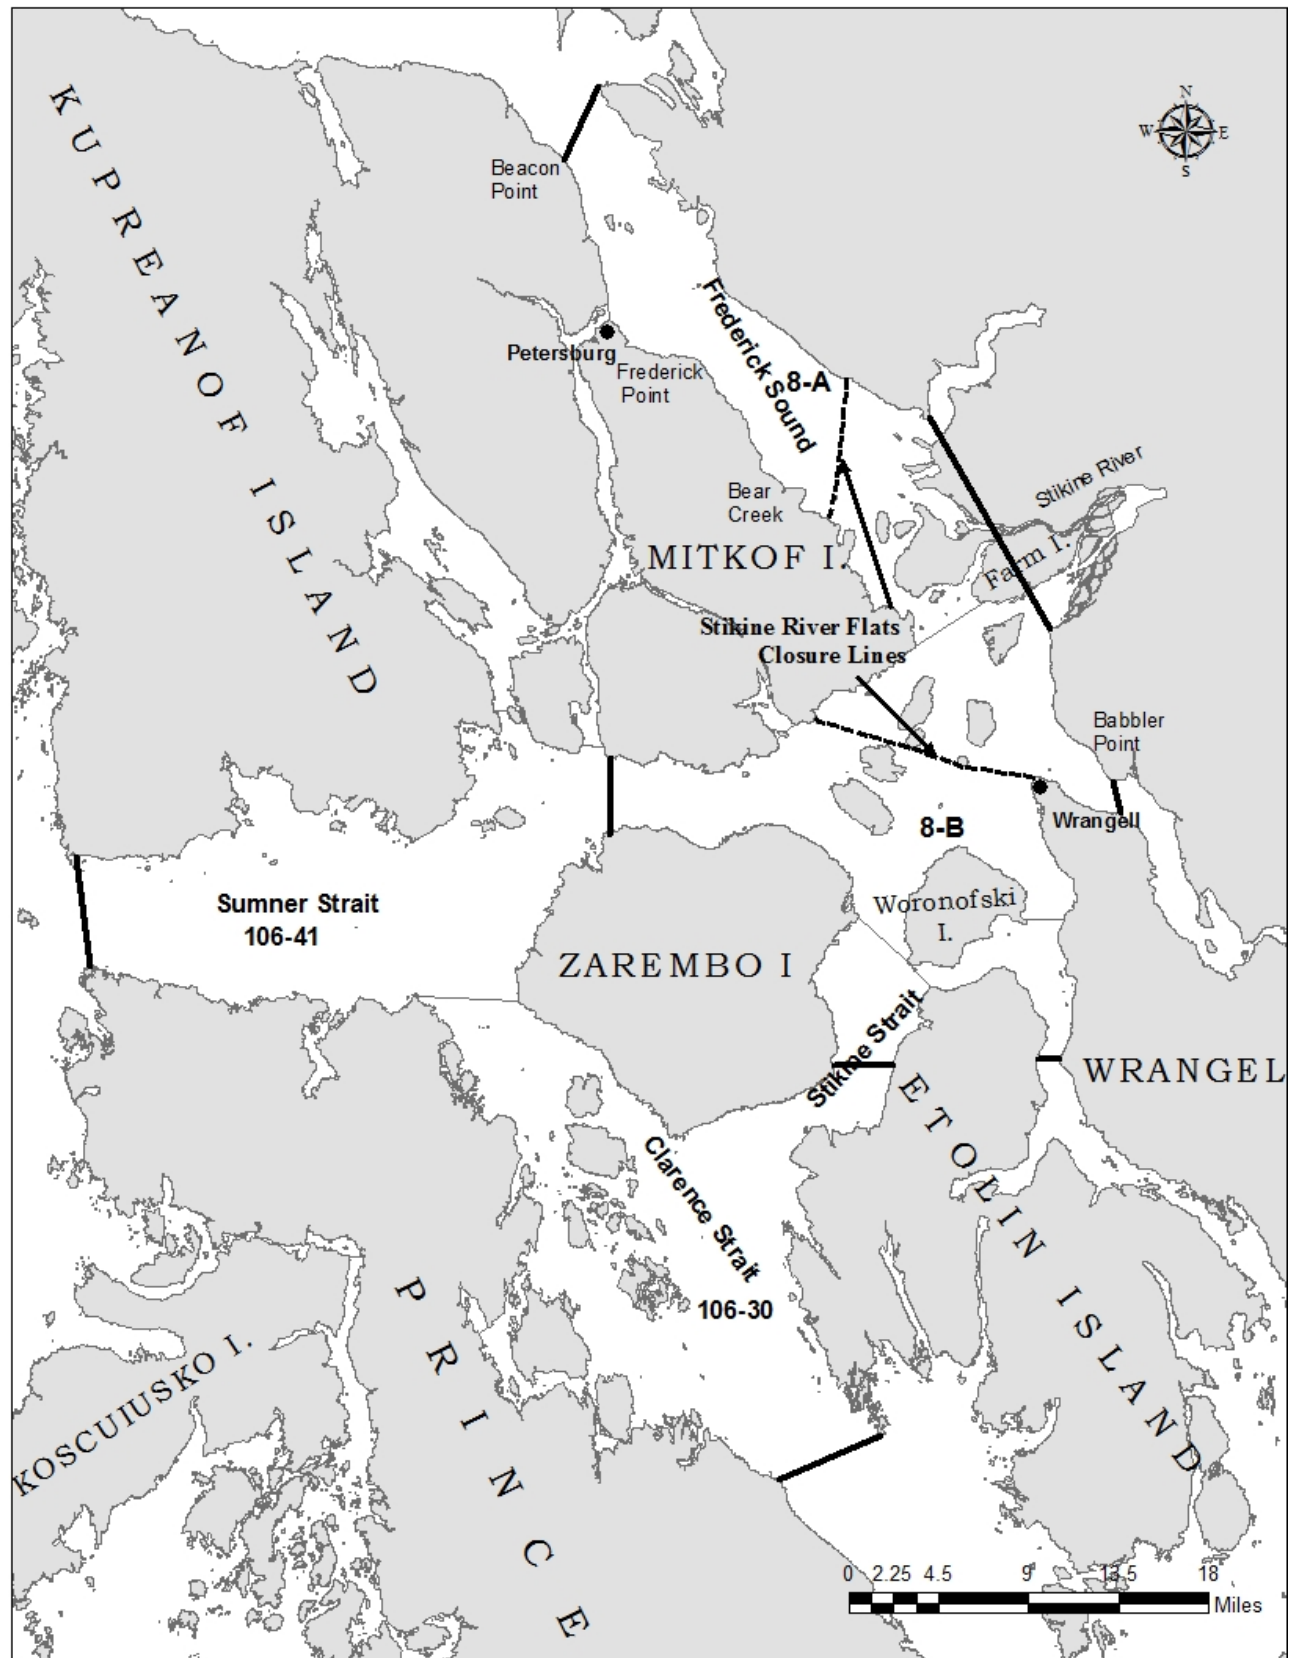 N
W E
S
KUPREANOF ISLAND
Beacon
Point
Frederick Sound
8-A
Petersburg
Frederick
Point
Bear
Creek
Stikine River
Farm I.
MITKOF I.
Stikine River Flats
Closure Lines
Babbler
Point
Wrangell
8-B
Woronofski
I.
Sumner Strait
106-41
ZAREMBO I
Stikine Strait
WRANGEL
ETOLIN ISLAND
Clarence Strait
106-30
PRINCE
KOSCUIUSKO I.
0 2.25 4.5 9 13.5 18
Miles